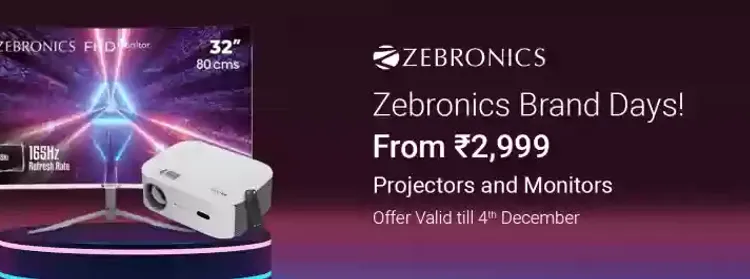 ZEBRONICS FHD
32"
80 cms
165Hz
Refresh Rate
ZEBRONICS
Zebronics Brand Days!
From ₹2,999
Projectors and Monitors
Offer Valid till 4th December